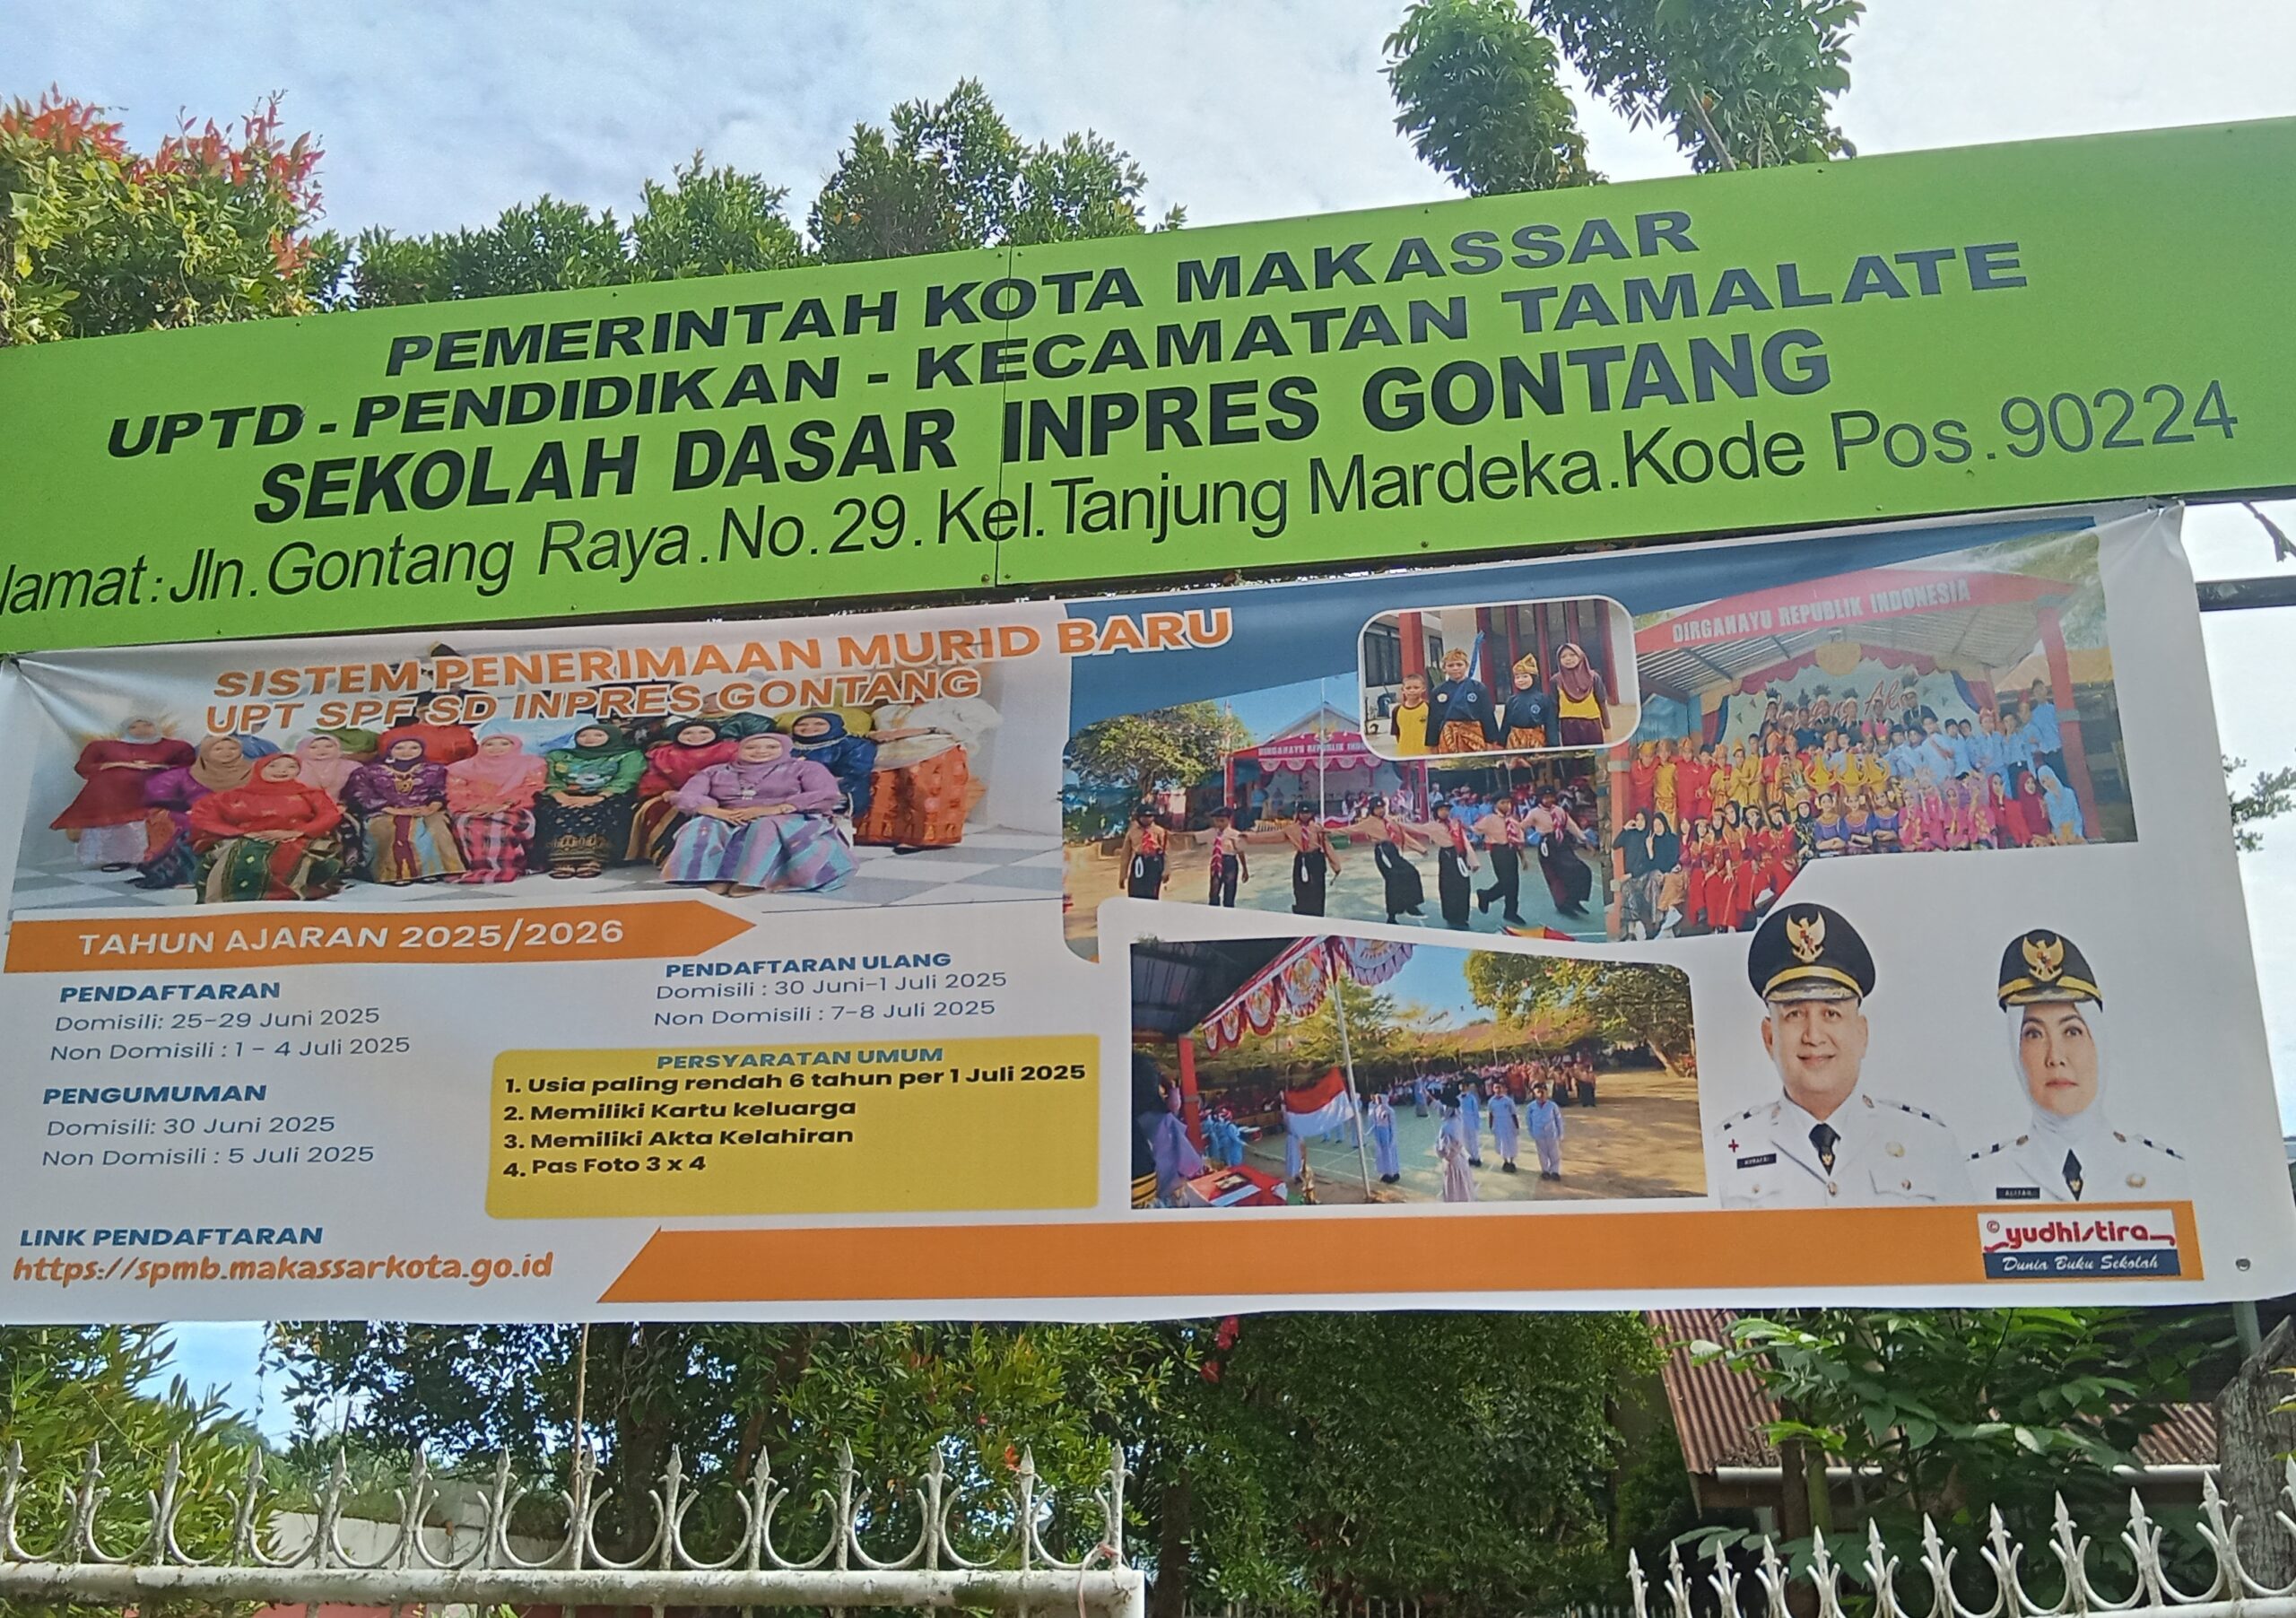 PEMERINTAH KOTA MAKASSAR
UPTD - PENDIDIKAN - KECAMATAN TAMALATE
SEKOLAH DASAR INPRES GONTANG
lamat: Jln. Gontang Raya. No. 29. Kel. Tanjung Mardeka. Kode Pos. 90224
SISTEM PENERIMAAN MURID BARU
UPT SPF SD INPRES GONTANG
DIRGAHAYU REPUBLIK INDONESIA
DIRGAHAYU REPUBLIK INDO
TAHUN AJARAN 2025/2026
PENDAFTARAN
Domisili: 25-29 Juni 2025
Non Domisili : 1 - 4 Juli 2025
PENGUMUMAN
Domisili: 30 Juni 2025
Non Domisili : 5 Juli 2025
PENDAFTARAN ULANG
Domisili : 30 Juni-1 Juli 2025
Non Domisili : 7-8 Juli 2025
PERSYARATAN UMUM
1. Usia paling rendah 6 tahun per 1 Juli 2025
2. Memiliki Kartu keluarga
3. Memiliki Akta Kelahiran
4. Pas Foto 3 x 4
LINK PENDAFTARAN
https://spmb.makassarkota.go.id
© yudhistira
Dunia Buku Sekolah